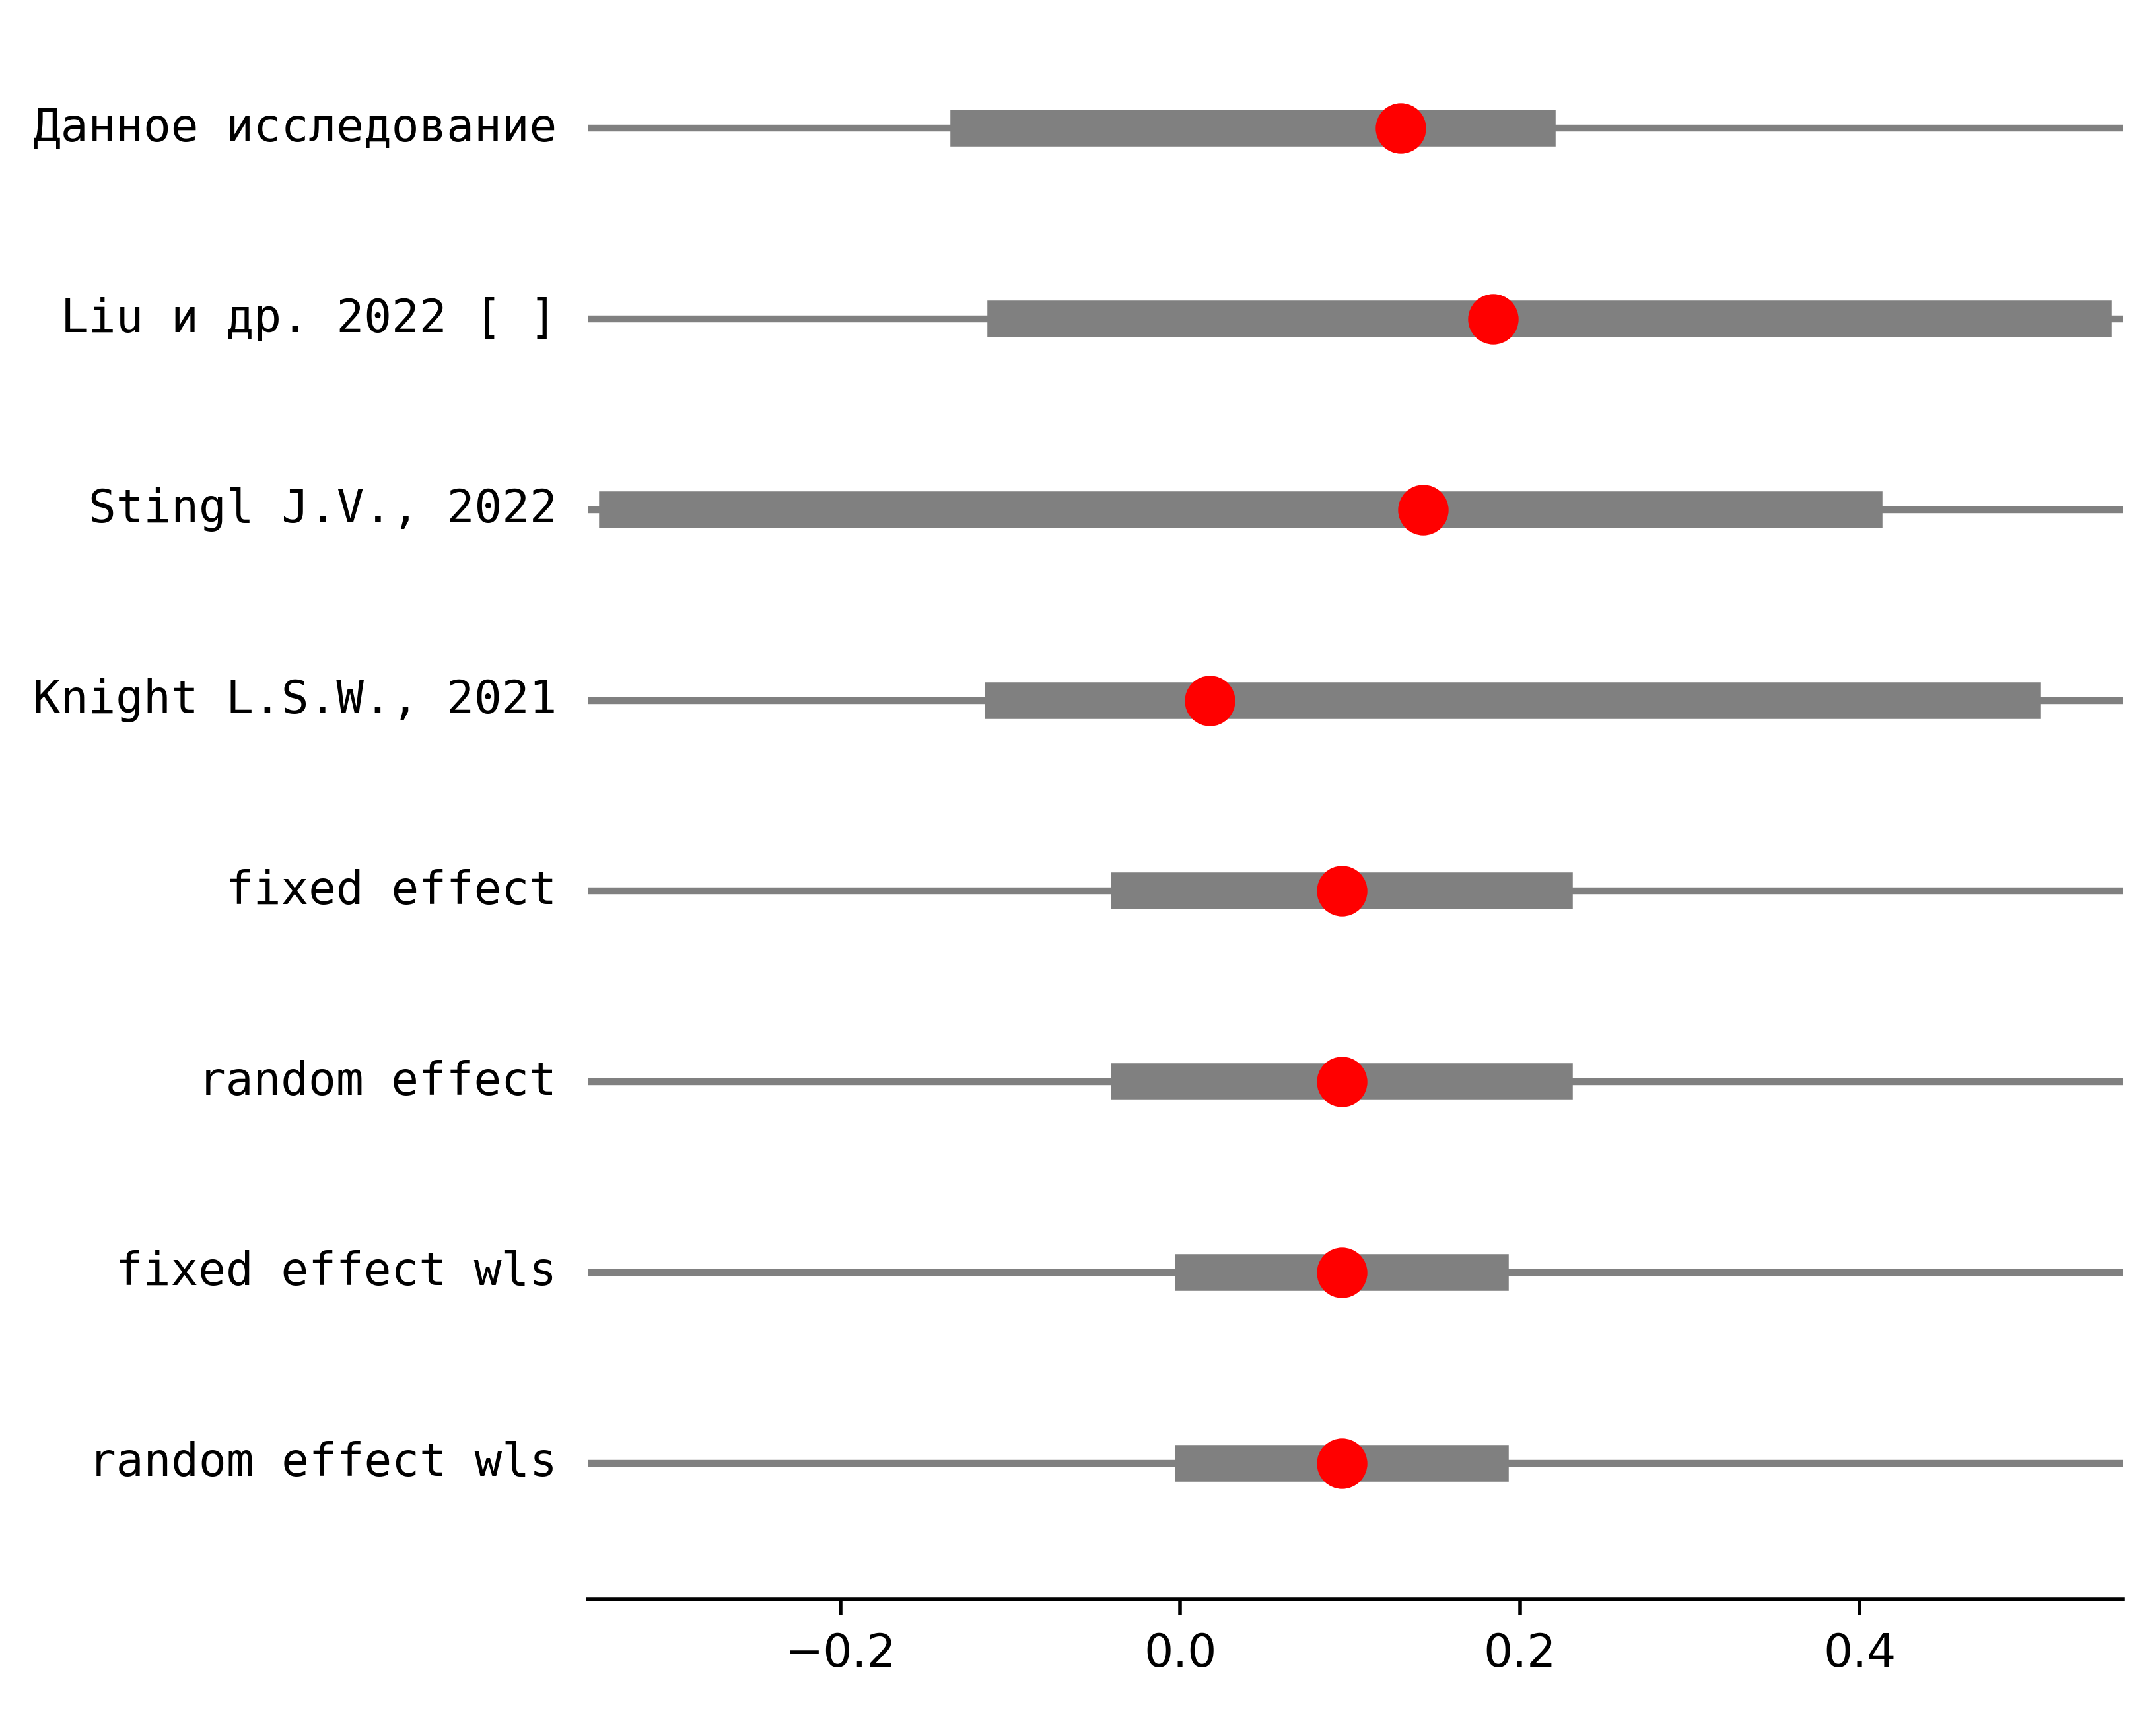 Данное исследование
Liu и др. 2022 [ ]
Stingl J.V., 2022
Knight L.S.W., 2021
fixed effect
random effect
fixed effect wls
random effect wls
−0.2 0.0 0.2 0.4